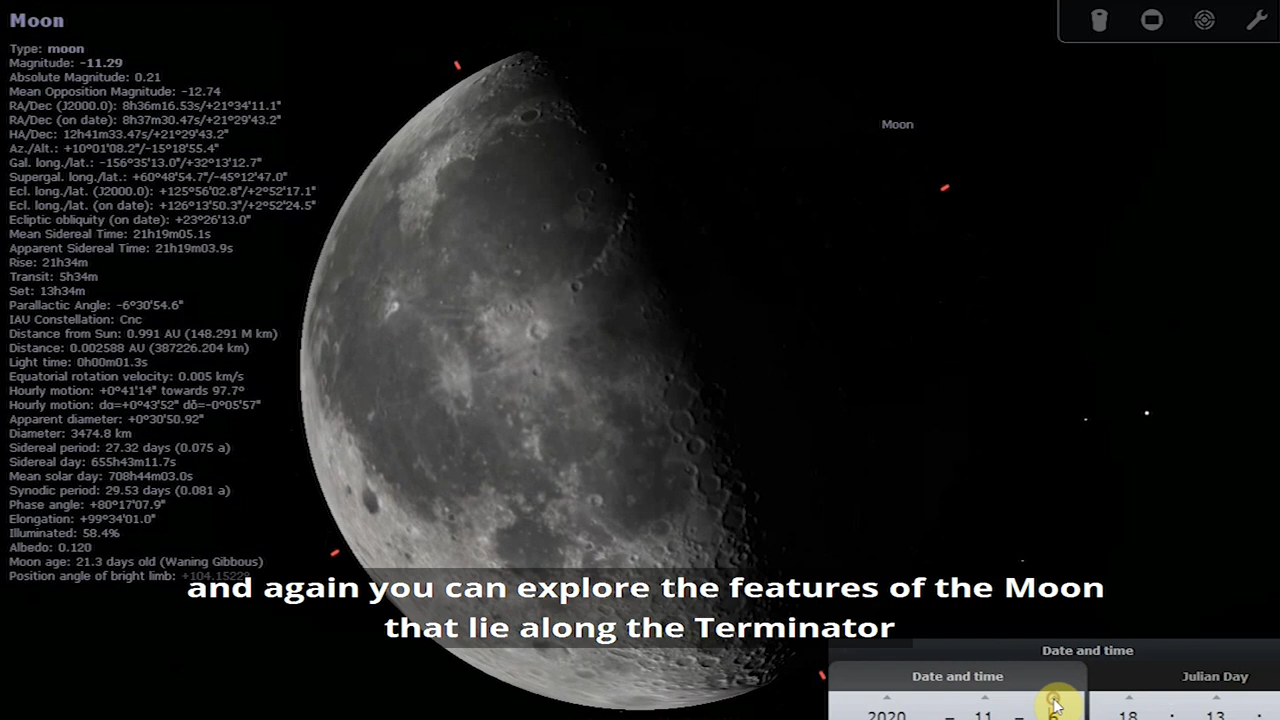 Moon
Type: moon
Magnitude: -11.29
Absolute Magnitude: 0.21
Mean Opposition Magnitude: -12.74
RA/Dec (J2000.0): 8h36m16.53s/+21°34'11.1"
RA/Dec (on date): 8h37m30.47s/+21°29'43.2"
HA/Dec: 12h41m33.47s/+21°29'43.2"
Az./Alt.: +10°01'08.2"/-15°18'55.4"
Gal. long./lat.: -156°35'13.0"/+32°13'12.7"
Supergal. long./lat.: +60°48'54.7"/-45°12'47.0"
Ecl. long./lat. (J2000.0): +125°56'02.8"/+2°52'17.1"
Ecl. long./lat. (on date): +126°13'50.3"/+2°52'24.5"
Ecliptic obliquity (on date): +23°26'13.0"
Mean Sidereal Time: 21h19m05.1s
Apparent Sidereal Time: 21h19m03.9s
Rise: 21h34m
Transit: 5h34m
Set: 13h34m
Parallactic Angle: -6°30'54.6"
IAU Constellation: Cnc
Distance from Sun: 0.991 AU (148.291 M km)
Distance: 0.002588 AU (387226.204 km)
Light time: 0h00m01.3s
Equatorial rotation velocity: 0.005 km/s
Hourly motion: +0°41'14" towards 97.7°
Hourly motion: dα=+0°43'52" dδ=-0°05'57"
Apparent diameter: +0°30'50.92"
Diameter: 3474.8 km
Sidereal period: 27.32 days (0.075 a)
Sidereal day: 655h43m11.7s
Mean solar day: 708h44m03.0s
Synodic period: 29.53 days (0.081 a)
Phase angle: +80°17'07.9"
Elongation: +99°34'01.0"
Illuminated: 58.4%
Albedo: 0.120
Moon age: 21.3 days old (Waning Gibbous)
Position angle of bright limb:
Moon
and again you can explore the features of the Moon
that lie along the Terminator
Date and time
Date and time Julian Day
2020 - 11 - 18 : 13 :